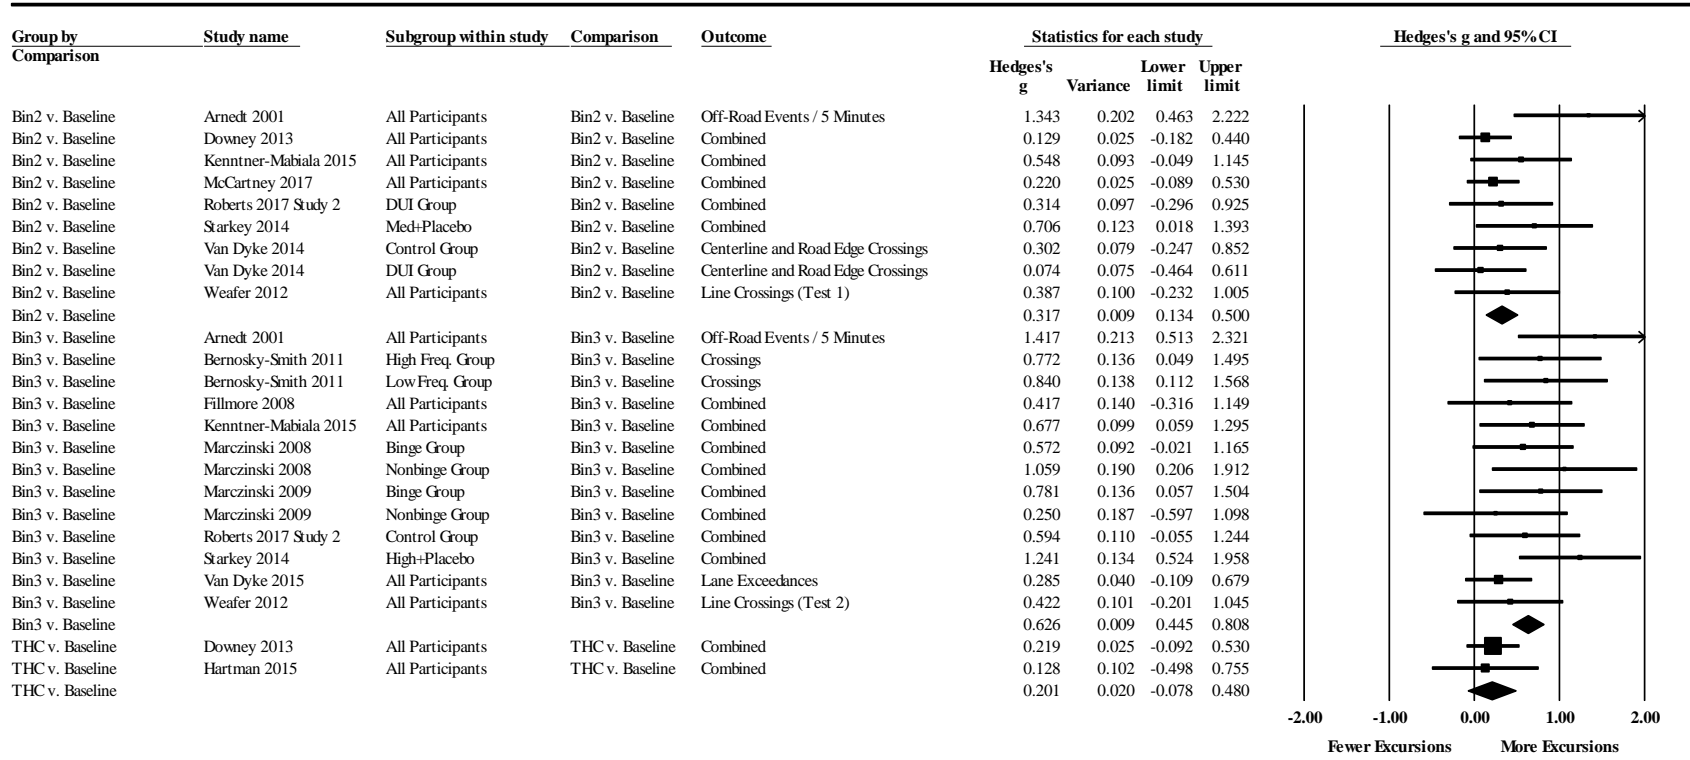 Group by Comparison Study name Subgroup within study Comparison Outcome Statistics for each study Hedges's g and 95% CI
Hedges's g Variance Lower limit Upper limit
Bin2 v. Baseline Arnedt 2001 All Participants Bin2 v. Baseline Off-Road Events / 5 Minutes 1.343 0.202 0.463 2.222
Bin2 v. Baseline Downey 2013 All Participants Bin2 v. Baseline Combined 0.129 0.025 -0.182 0.440
Bin2 v. Baseline Kenntner-Mabiala 2015 All Participants Bin2 v. Baseline Combined 0.548 0.093 -0.049 1.145
Bin2 v. Baseline McCartney 2017 All Participants Bin2 v. Baseline Combined 0.220 0.025 -0.089 0.530
Bin2 v. Baseline Roberts 2017 Study 2 DUI Group Bin2 v. Baseline Combined 0.314 0.097 -0.296 0.925
Bin2 v. Baseline Starkey 2014 Med+Placebo Bin2 v. Baseline Combined 0.706 0.123 0.018 1.393
Bin2 v. Baseline Van Dyke 2014 Control Group Bin2 v. Baseline Centerline and Road Edge Crossings 0.302 0.079 -0.247 0.852
Bin2 v. Baseline Van Dyke 2014 DUI Group Bin2 v. Baseline Centerline and Road Edge Crossings 0.074 0.075 -0.464 0.611
Bin2 v. Baseline Weafer 2012 All Participants Bin2 v. Baseline Line Crossings (Test 1) 0.387 0.100 -0.232 1.005
Bin2 v. Baseline 0.317 0.009 0.134 0.500
Bin3 v. Baseline Arnedt 2001 All Participants Bin3 v. Baseline Off-Road Events / 5 Minutes 1.417 0.213 0.513 2.321
Bin3 v. Baseline Bernosky-Smith 2011 High Freq. Group Bin3 v. Baseline Crossings 0.772 0.136 0.049 1.495
Bin3 v. Baseline Bernosky-Smith 2011 Low Freq. Group Bin3 v. Baseline Crossings 0.840 0.138 0.112 1.568
Bin3 v. Baseline Fillmore 2008 All Participants Bin3 v. Baseline Combined 0.417 0.140 -0.316 1.149
Bin3 v. Baseline Kenntner-Mabiala 2015 All Participants Bin3 v. Baseline Combined 0.677 0.099 0.059 1.295
Bin3 v. Baseline Marczinski 2008 Binge Group Bin3 v. Baseline Combined 0.572 0.092 -0.021 1.165
Bin3 v. Baseline Marczinski 2008 Nonbinge Group Bin3 v. Baseline Combined 1.059 0.190 0.206 1.912
Bin3 v. Baseline Marczinski 2009 Binge Group Bin3 v. Baseline Combined 0.781 0.136 0.057 1.504
Bin3 v. Baseline Marczinski 2009 Nonbinge Group Bin3 v. Baseline Combined 0.250 0.187 -0.597 1.098
Bin3 v. Baseline Roberts 2017 Study 2 Control Group Bin3 v. Baseline Combined 0.594 0.110 -0.055 1.244
Bin3 v. Baseline Starkey 2014 High+Placebo Bin3 v. Baseline Combined 1.241 0.134 0.524 1.958
Bin3 v. Baseline Van Dyke 2015 All Participants Bin3 v. Baseline Lane Exceedances 0.285 0.040 -0.109 0.679
Bin3 v. Baseline Weafer 2012 All Participants Bin3 v. Baseline Line Crossings (Test 2) 0.422 0.101 -0.201 1.045
Bin3 v. Baseline 0.626 0.009 0.445 0.808
THC v. Baseline Downey 2013 All Participants THC v. Baseline Combined 0.219 0.025 -0.092 0.530
THC v. Baseline Hartman 2015 All Participants THC v. Baseline Combined 0.128 0.102 -0.498 0.755
THC v. Baseline 0.201 0.020 -0.078 0.480
-2.00 -1.00 0.00 1.00 2.00
Fewer Excursions More Excursions